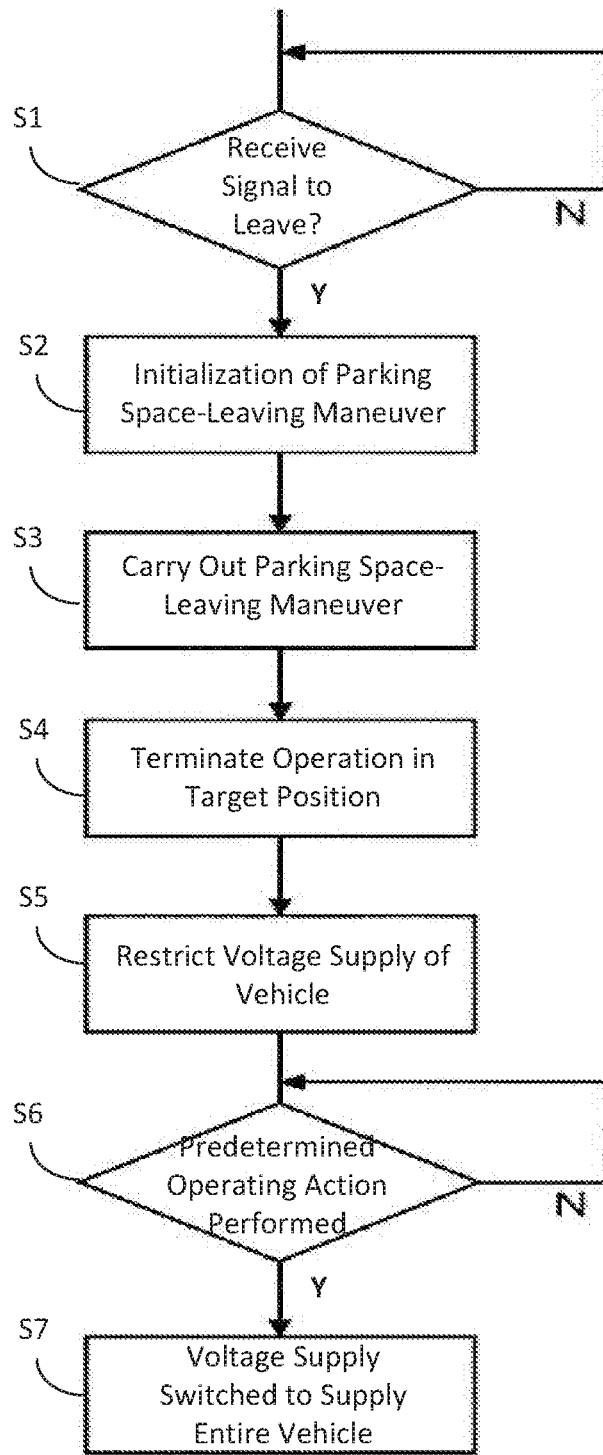 S1
Receive
Signal to
Leave?
N
Y
S2
Initialization of Parking
Space-Leaving Maneuver
S3
Carry Out Parking Space-
Leaving Maneuver
S4
Terminate Operation in
Target Position
S5
Restrict Voltage Supply of
Vehicle
S6
Predetermined
Operating Action
Performed
N
Y
S7
Voltage Supply
Switched to Supply
Entire Vehicle